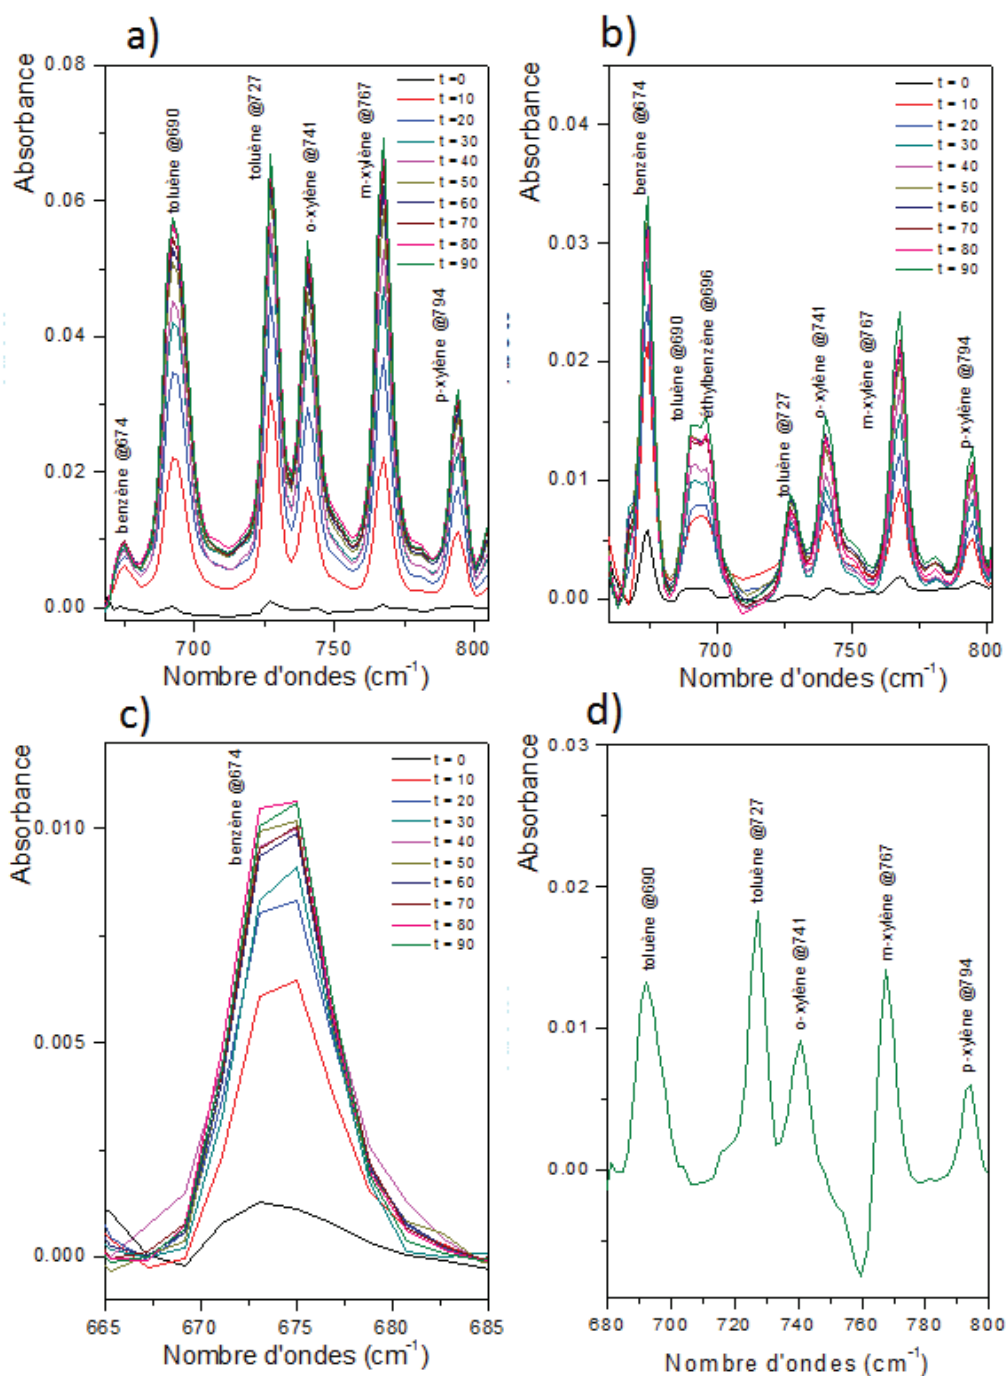 a)
0.08
0.06
0.04
0.02
0.00
Absorbance
benzène @674
toluène @690
toluène @727
o-xylène @741
m-xylène @767
p-xylène @794
t =0
t =10
t =20
t = 30
t = 40
t = 50
t = 60
t = 70
t = 80
t = 90
700
750
800
Nombre d'ondes (cm⁻¹)
b)
0.04
0.03
0.02
0.01
0.00
Absorbance
benzène @674
toluène @690
éthylbenzène @696
toluène @727
o-xylène @741
m-xylène @767
p-xylène @794
t = 0
t = 10
t = 20
t = 30
t = 40
t = 50
t = 60
t = 70
t = 80
t = 90
700
750
800
Nombre d'ondes (cm⁻¹)
c)
0.010
0.005
0.000
Absorbance
benzène @674
t = 0
t = 10
t = 20
t = 30
t = 40
t = 50
t = 60
t = 70
t = 80
t = 90
665
670
675
680
685
Nombre d'ondes (cm⁻¹)
d)
0.03
0.02
0.01
0.00
Absorbance
toluène @690
toluène @727
o-xylène @741
m-xylène @767
p-xylène @794
680
700
720
740
760
780
800
Nombre d'ondes (cm⁻¹)